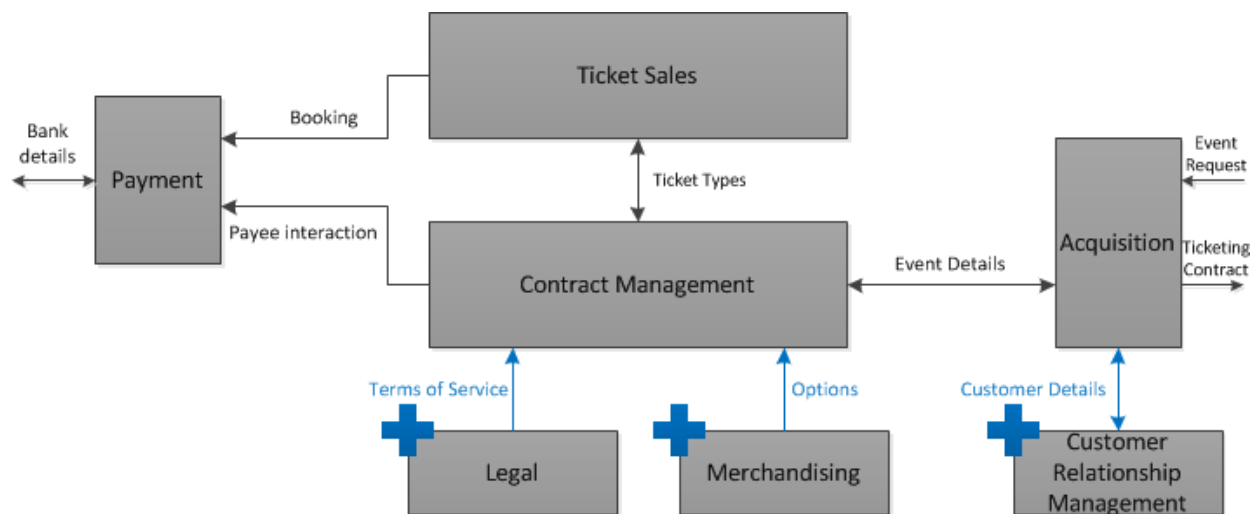 Ticket Sales
Booking
Bank
details
Payment
Event
Request
Ticket Types
Payee interaction
Acquisition
Event Details
Ticketing
Contract
Contract Management
Terms of Service
Options
Customer Details
Legal
Merchandising
Customer
Relationship
Management